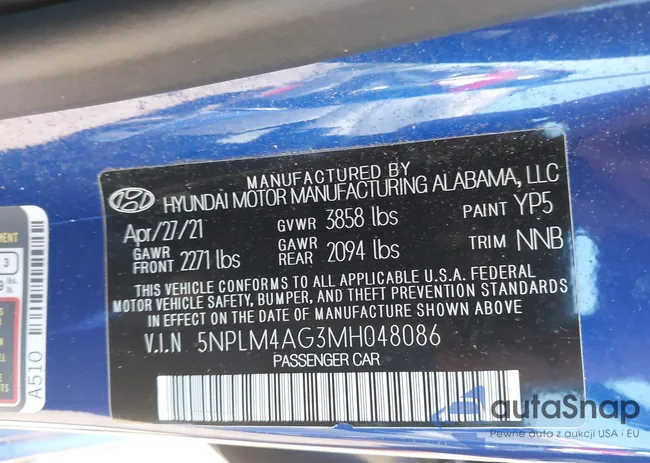 MANUFACTURED BY
HYUNDAI MOTOR MANUFACTURING ALABAMA, LLC
Apr/27/21 GVWR 3858 lbs PAINT YP5
GAWR FRONT 2271 lbs GAWR REAR 2094 lbs TRIM NNB
THIS VEHICLE CONFORMS TO ALL APPLICABLE U.S.A. FEDERAL
MOTOR VEHICLE SAFETY, BUMPER, AND THEFT PREVENTION STANDARDS
IN EFFECT ON THE DATE OF MANUFACTURE SHOWN ABOVE
V.I.N 5NPLM4AG3MH048086
PASSENGER CAR
3
A510
autaSnap
Pewne auta z aukcji USA i EU